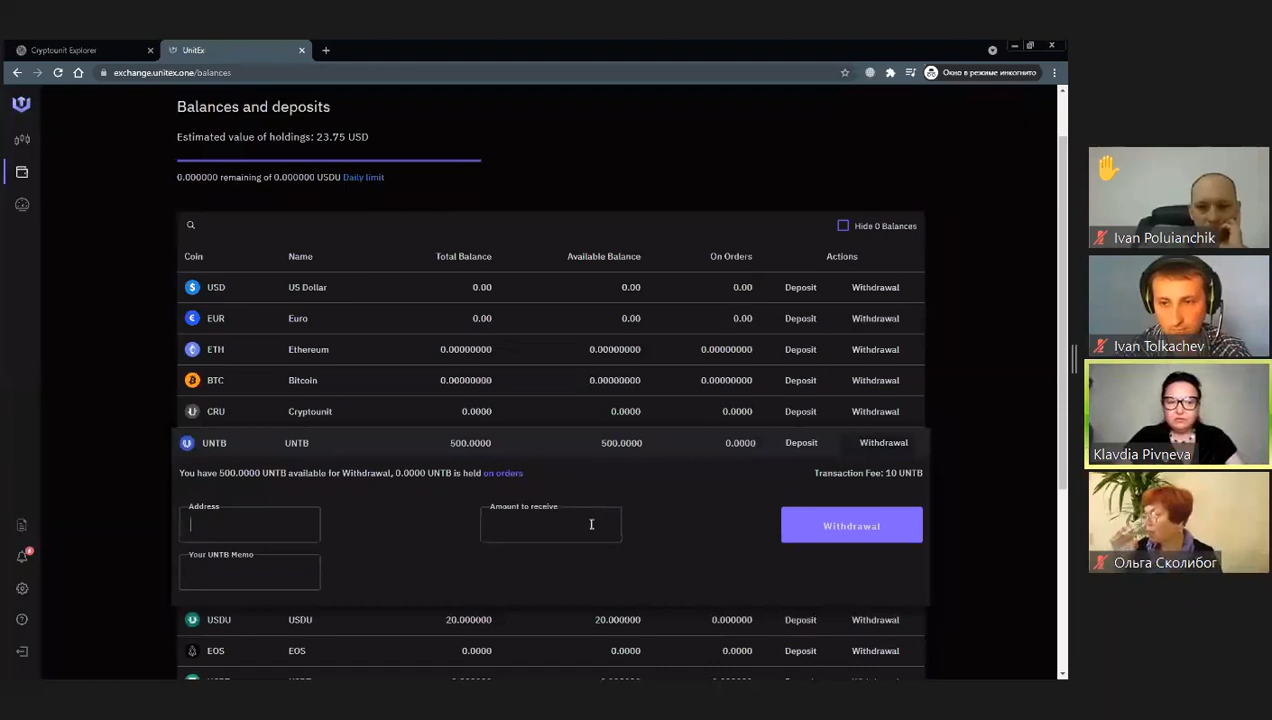 Cryptounit Explorer
UnitEx
exchange.unitex.one/balances
Окно в режиме инкогнито
Balances and deposits
Estimated value of holdings: 23.75 USD
0.000000 remaining of 0.000000 USDU Daily limit
Hide 0 Balances
Coin Name Total Balance Available Balance On Orders Actions
USD US Dollar 0.00 0.00 0.00 Deposit Withdrawal
EUR Euro 0.00 0.00 0.00 Deposit Withdrawal
ETH Ethereum 0.00000000 0.00000000 0.00000000 Deposit Withdrawal
BTC Bitcoin 0.00000000 0.00000000 0.00000000 Deposit Withdrawal
CRU Cryptounit 0.0000 0.0000 0.0000 Deposit Withdrawal
UNTB UNTB 500.0000 500.0000 0.0000 Deposit Withdrawal
You have 500.0000 UNTB available for Withdrawal, 0.0000 UNTB is held on orders Transaction Fee: 10 UNTB
Address Amount to receive
Withdrawal
Your UNTB Memo
USDU USDU 20.000000 20.000000 0.000000 Deposit Withdrawal
EOS EOS 0.0000 0.0000 0.0000 Deposit Withdrawal
Ivan Poluianchik
Ivan Tolkachev
Klavdia Pivneva
Ольга Сколибог